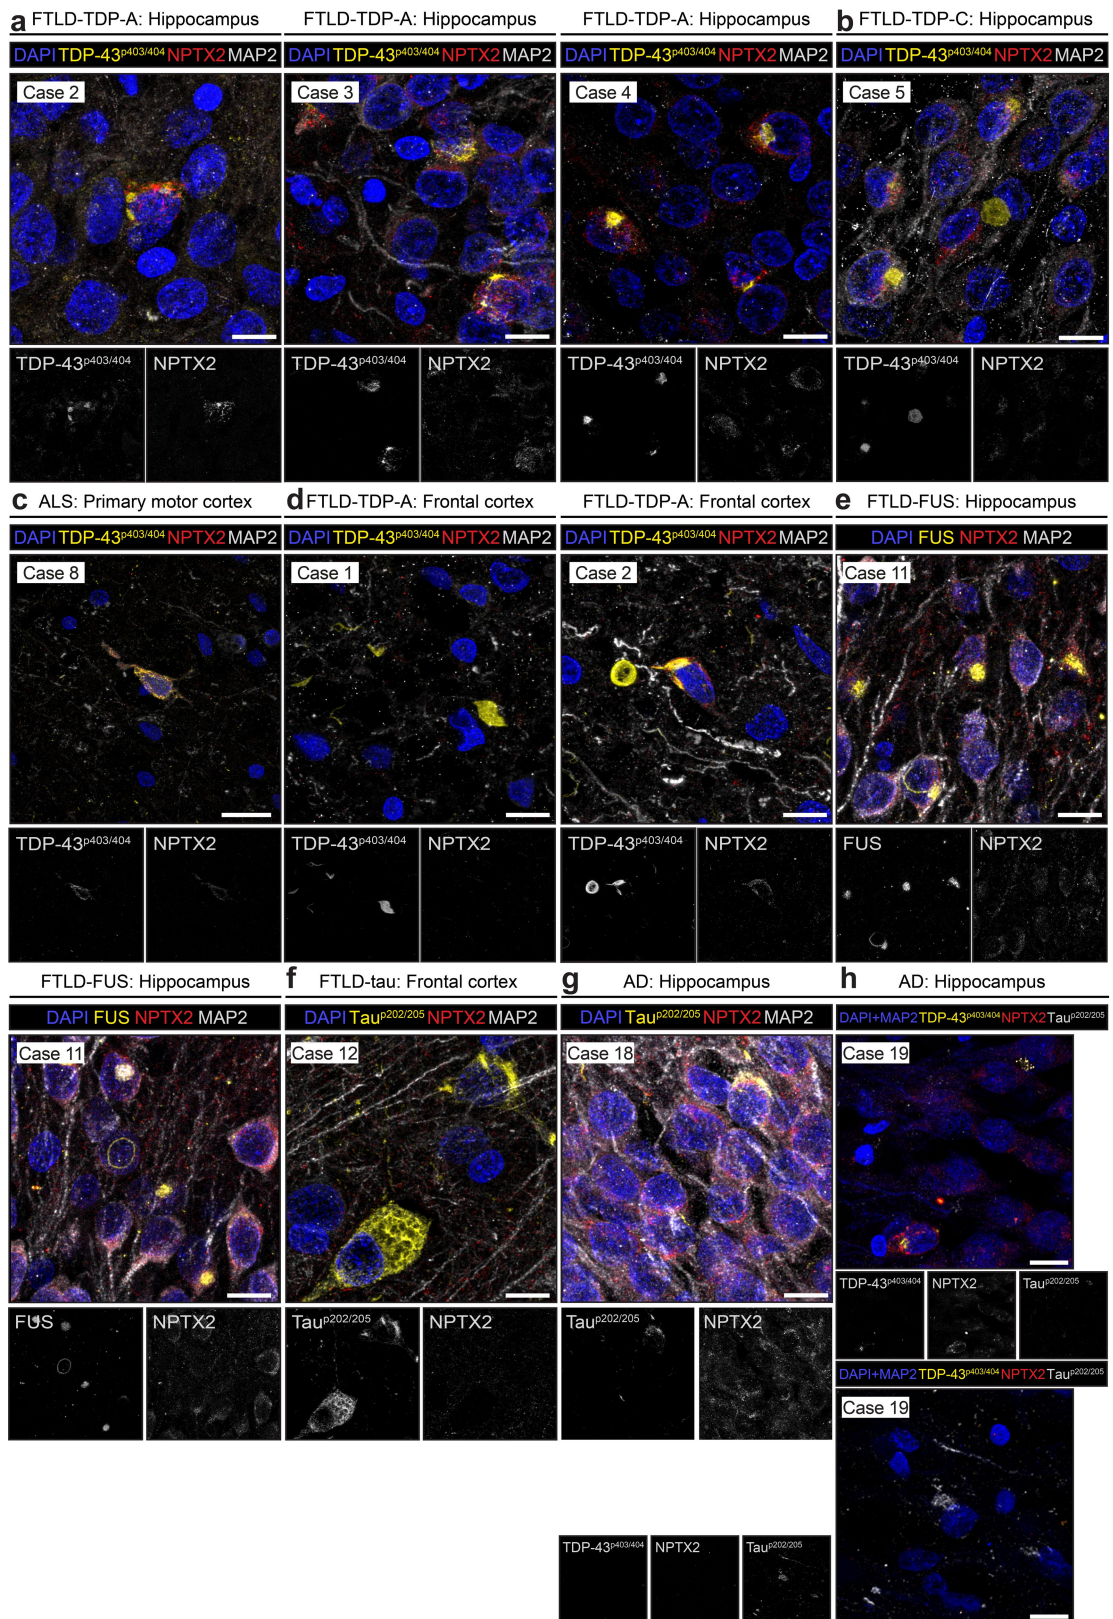 a FTLD-TDP-A: Hippocampus FTLD-TDP-A: Hippocampus FTLD-TDP-A: Hippocampus b FTLD-TDP-C: Hippocampus
DAPI TDP-43p403/404 NPTX2 MAP2 DAPI TDP-43p403/404 NPTX2 MAP2 DAPI TDP-43p403/404 NPTX2 MAP2 DAPI TDP-43p403/404 NPTX2 MAP2
Case 2 Case 3 Case 4 Case 5
TDP-43p403/404 NPTX2 TDP-43p403/404 NPTX2 TDP-43p403/404 NPTX2 TDP-43p403/404 NPTX2
c ALS: Primary motor cortex d FTLD-TDP-A: Frontal cortex FTLD-TDP-A: Frontal cortex e FTLD-FUS: Hippocampus
DAPI TDP-43p403/404 NPTX2 MAP2 DAPI TDP-43p403/404 NPTX2 MAP2 DAPI TDP-43p403/404 NPTX2 MAP2 DAPI FUS NPTX2 MAP2
Case 8 Case 1 Case 2 Case 11
TDP-43p403/404 NPTX2 TDP-43p403/404 NPTX2 TDP-43p403/404 NPTX2 FUS NPTX2
FTLD-FUS: Hippocampus f FTLD-tau: Frontal cortex g AD: Hippocampus h AD: Hippocampus
DAPI FUS NPTX2 MAP2 DAPI Taup202/205 NPTX2 MAP2 DAPI Taup202/205 NPTX2 MAP2 DAPI+MAP2 TDP-43p403/404 NPTX2 Taup202/205
Case 11 Case 12 Case 18 Case 19
TDP-43p403/404 NPTX2 Taup202/205
FUS NPTX2 Taup202/205 NPTX2 Taup202/205 NPTX2
DAPI+MAP2 TDP-43p403/404 NPTX2 Taup202/205
Case 19
TDP-43p403/404 NPTX2 Taup202/205